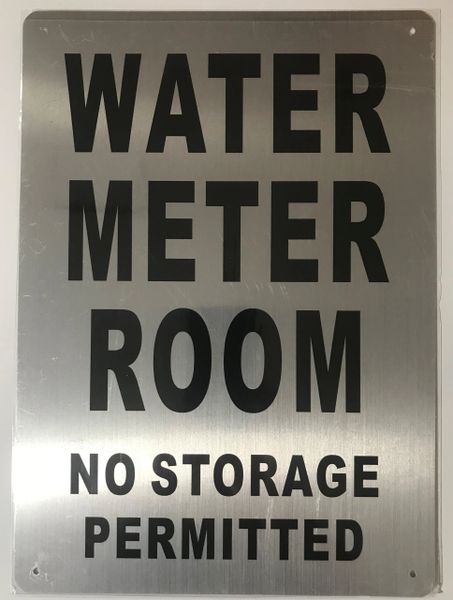 WATER
METER
ROOM
NO STORAGE
PERMITTED